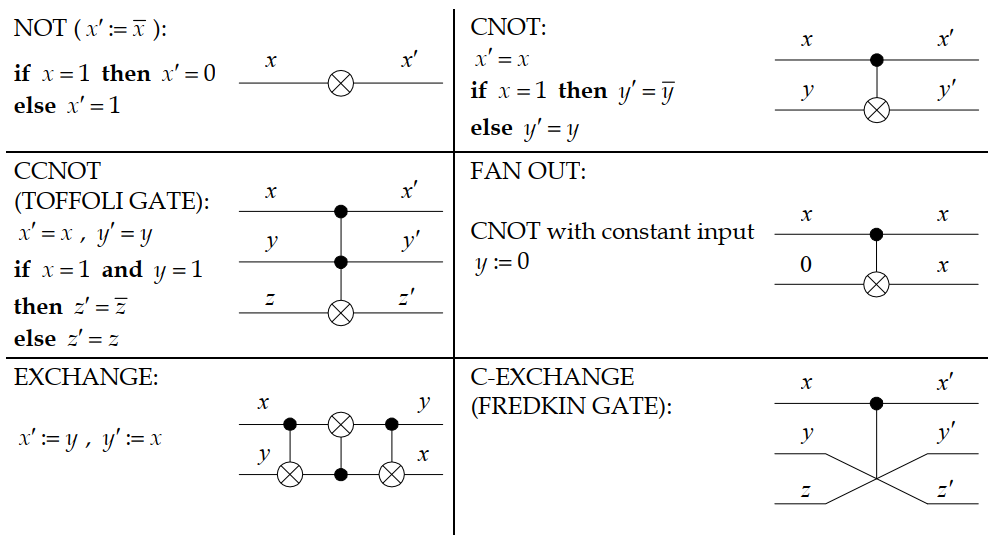 NOT ( x′ := x̅ ):
if x = 1 then x′ = 0
else x′ = 1
x x′
CNOT:
x′ = x
if x = 1 then y′ = y̅
else y′ = y
x x′
y y′
CCNOT
(TOFFOLI GATE):
x′ = x , y′ = y
if x = 1 and y = 1
then z′ = z̅
else z′ = z
x x′
y y′
z z′
FAN OUT:
CNOT with constant input
y := 0
x x
0 x
EXCHANGE:
x′ := y , y′ := x
x y
y x
C-EXCHANGE
(FREDKIN GATE):
x x′
y y′
z z′